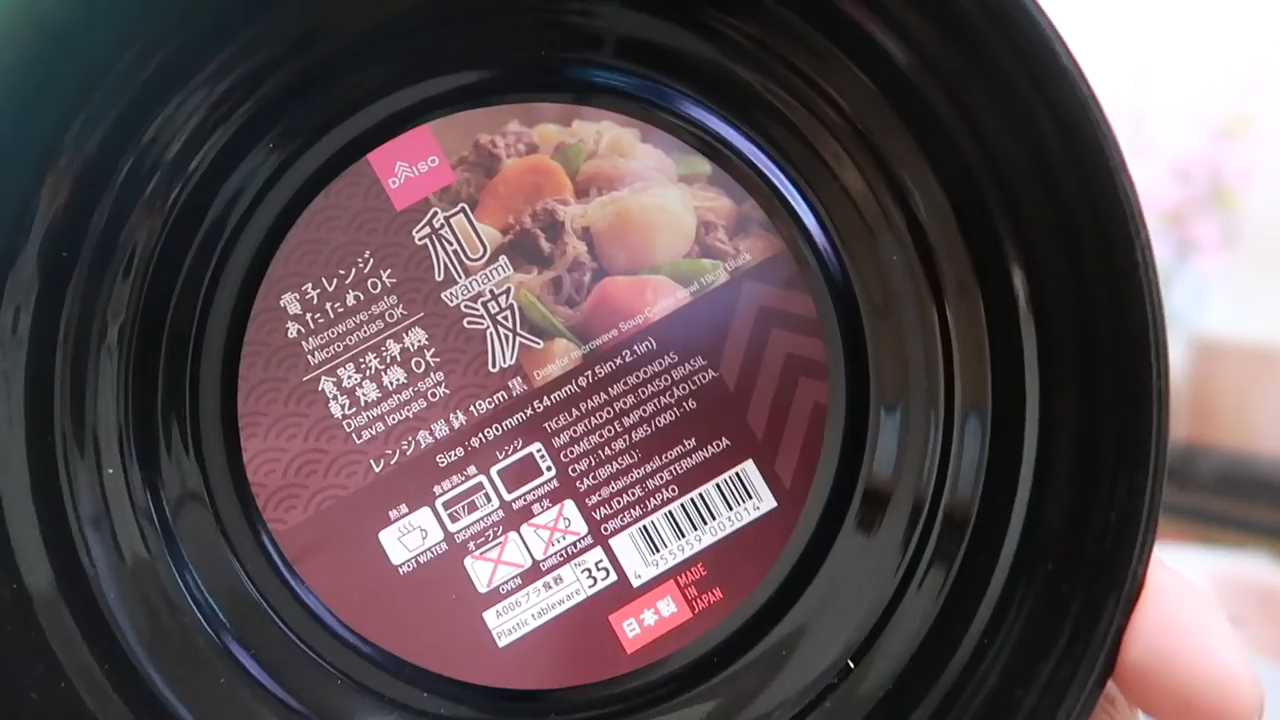 DAISO
和
wanami
波
電子レンジ
あたためOK
Microwave-safe
Micro-ondas OK
食器洗浄機
乾燥機OK
Dishwasher-safe
Lava louças OK
Dish for microwave Soup-Center Bowl 19cm Black
レンジ食器 鉢 19cm 黒
Size:Φ190mm×54mm(Φ7.5in×2.1in)
熱湯
HOT WATER
食器洗い機
DISHWASHER
レンジ
MICROWAVE
オーブン
OVEN
直火
DIRECT FLAME
TIGELA PARA MICROONDAS
IMPORTADO POR:DAISO BRASIL
COMÉRCIO E IMPORTAÇÃO LTDA.
CNPJ:14.987.685/0001-16
SAC(BRASIL):
sac@daisobrasil.com.br
VALIDADE:INDETERMINADA
ORIGEM:JAPÃO
4 955959 003014
A006プラ食器
Plastic tableware
No.
35
日本製
MADE
IN
JAPAN